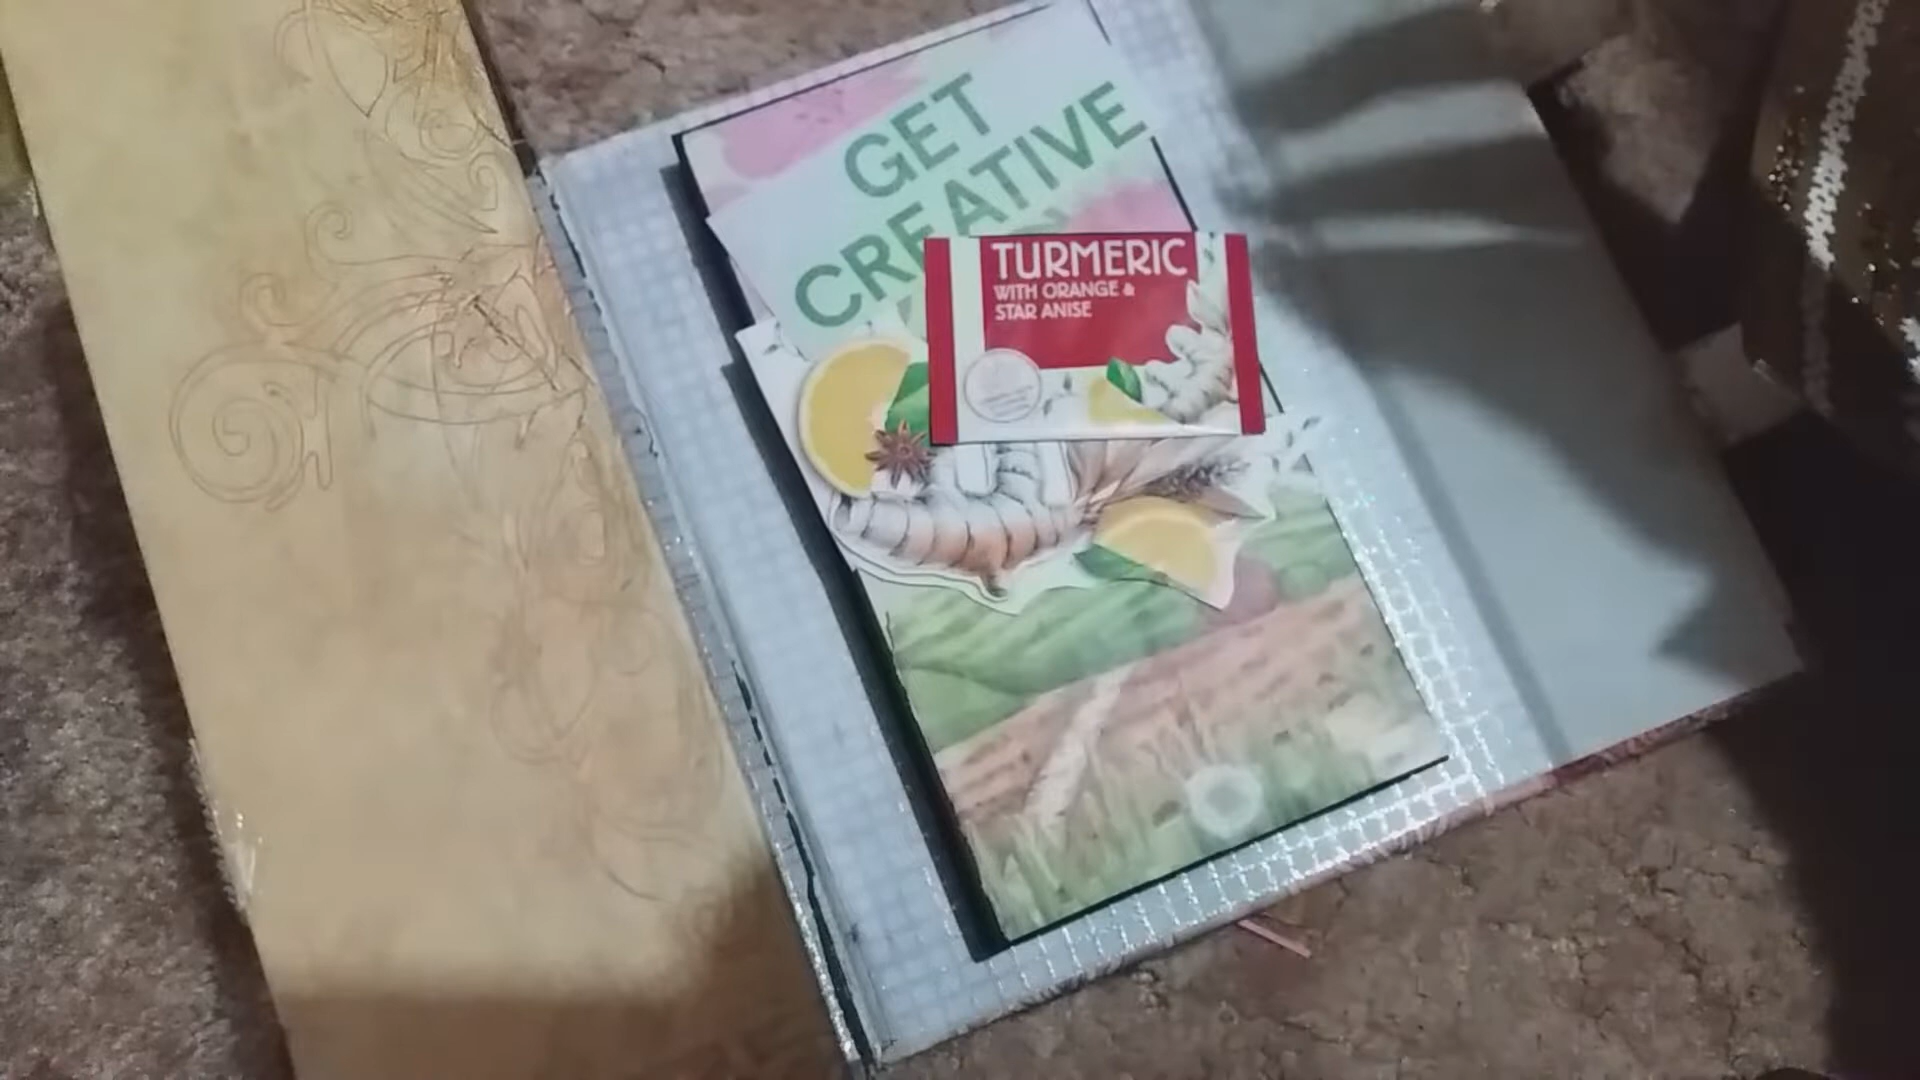 GET
CREATIVE
TURMERIC
WITH ORANGE &
STAR ANISE